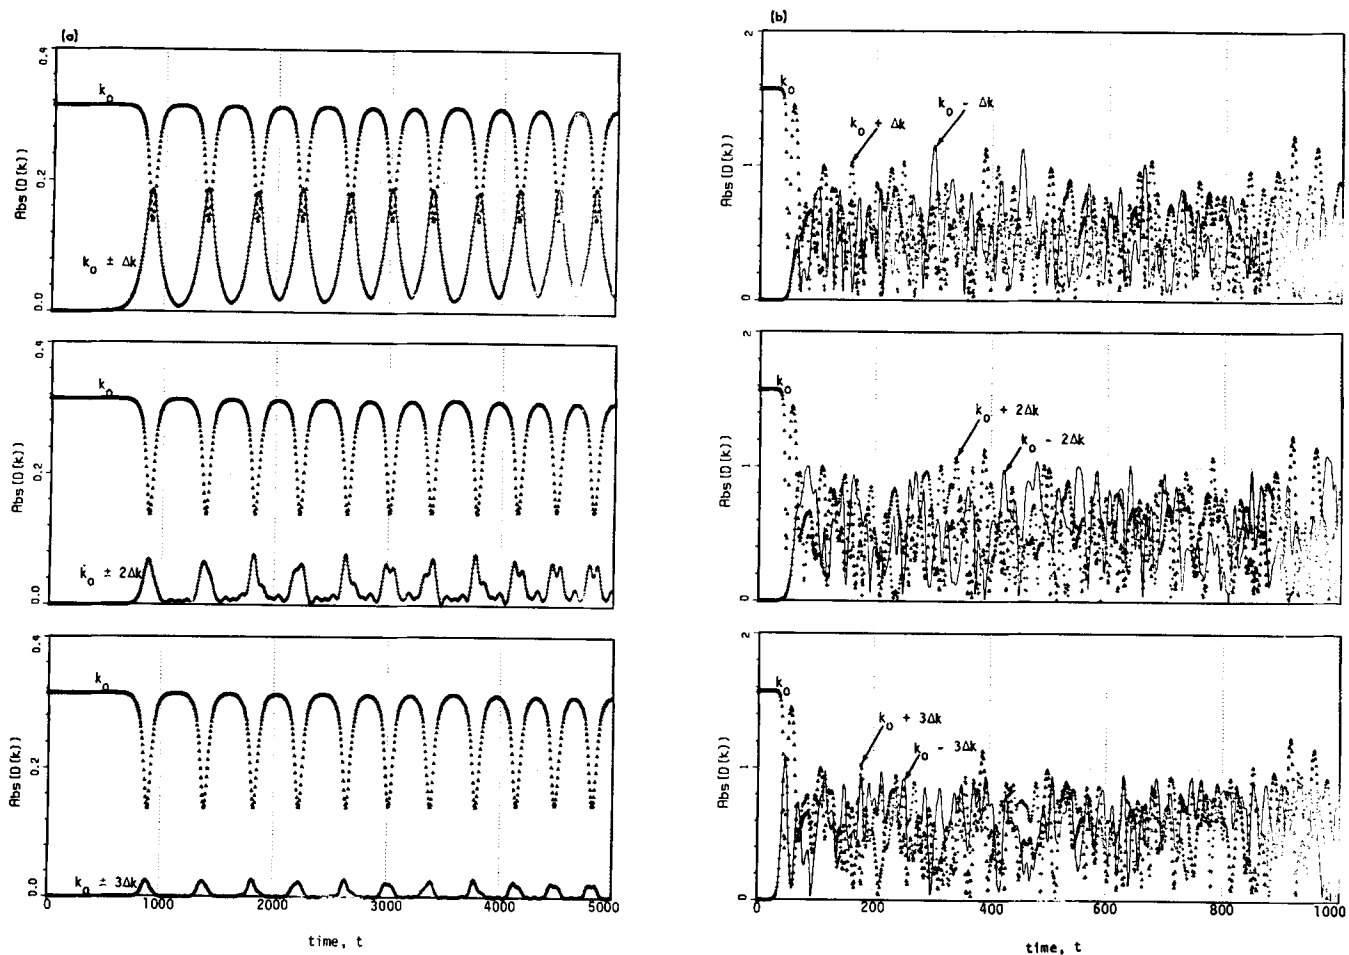 (a)
0.4
0.2
0.0
Abs(D(k))
k₀
k₀ ± Δk
0.4
0.2
0.0
Abs(D(k))
k₀
k₀ ± 2Δk
0.4
0.2
0.0
Abs(D(k))
k₀
k₀ ± 3Δk
0 1000 2000 3000 4000 5000
time, t
(b)
2
1
0
Abs(D(k))
k₀
k₀ + Δk
k₀ - Δk
2
1
0
Abs(D(k))
k₀
k₀ + 2Δk
k₀ - 2Δk
2
1
0
Abs(D(k))
k₀
k₀ + 3Δk
k₀ - 3Δk
0 200 400 600 800 1000
time, t